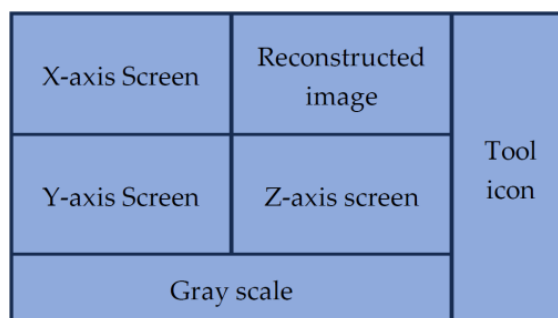 X-axis Screen
Reconstructed
image
Y-axis Screen
Z-axis screen
Tool
icon
Gray scale